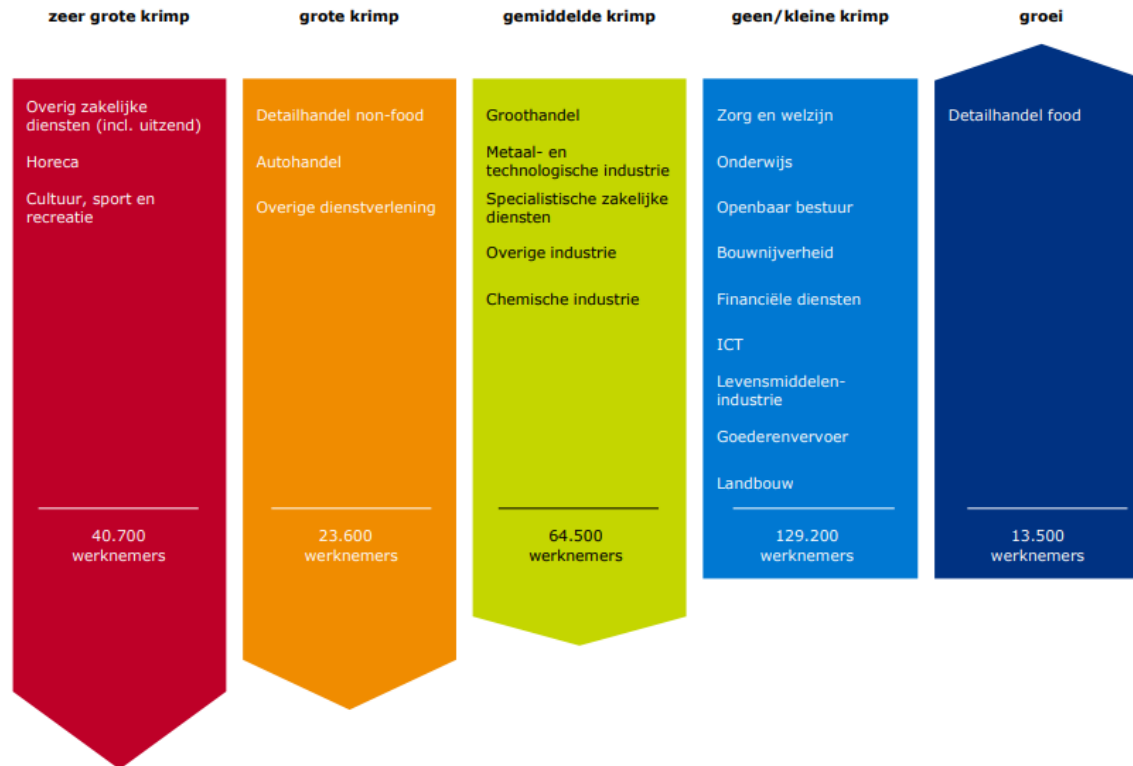 zeer grote krimp
Overig zakelijke
diensten (incl. uitzend)
Horeca
Cultuur, sport en
recreatie
40.700
werknemers
grote krimp
Detailhandel non-food
Autohandel
Overige dienstverlening
23.600
werknemers
gemiddelde krimp
Groothandel
Metaal- en
technologische industrie
Specialistische zakelijke
diensten
Overige industrie
Chemische industrie
64.500
werknemers
geen/kleine krimp
Zorg en welzijn
Onderwijs
Openbaar bestuur
Bouwnijverheid
Financiële diensten
ICT
Levensmiddelen-
industrie
Goederenvervoer
Landbouw
129.200
werknemers
groei
Detailhandel food
13.500
werknemers